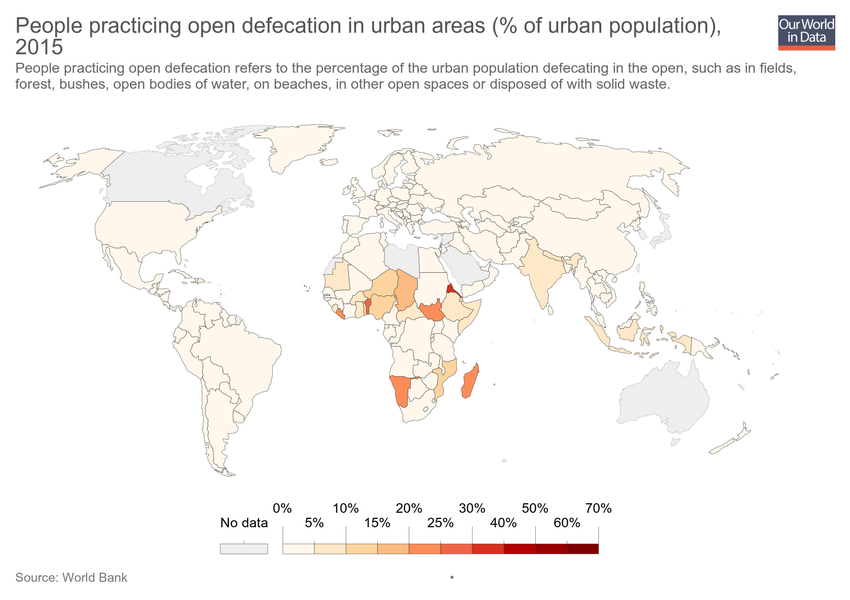 People practicing open defecation in urban areas (% of urban population),
2015
Our World
in Data
People practicing open defecation refers to the percentage of the urban population defecating in the open, such as in fields,
forest, bushes, open bodies of water, on beaches, in other open spaces or disposed of with solid waste.
0% 10% 20% 30% 50% 70%
No data 5% 15% 25% 40% 60%
Source: World Bank